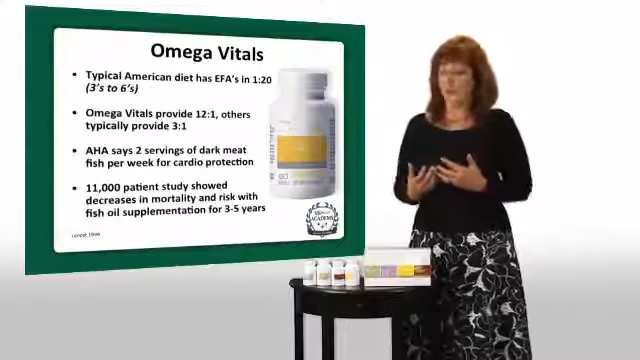 Omega Vitals
• Typical American diet has EFA's in 1:20
(3's to 6's)
• Omega Vitals provide 12:1, others
typically provide 3:1
• AHA says 2 servings of dark meat
fish per week for cardio protection
• 11,000 patient study showed
decreases in mortality and risk with
fish oil supplementation for 3-5 years
60
ACADEMY